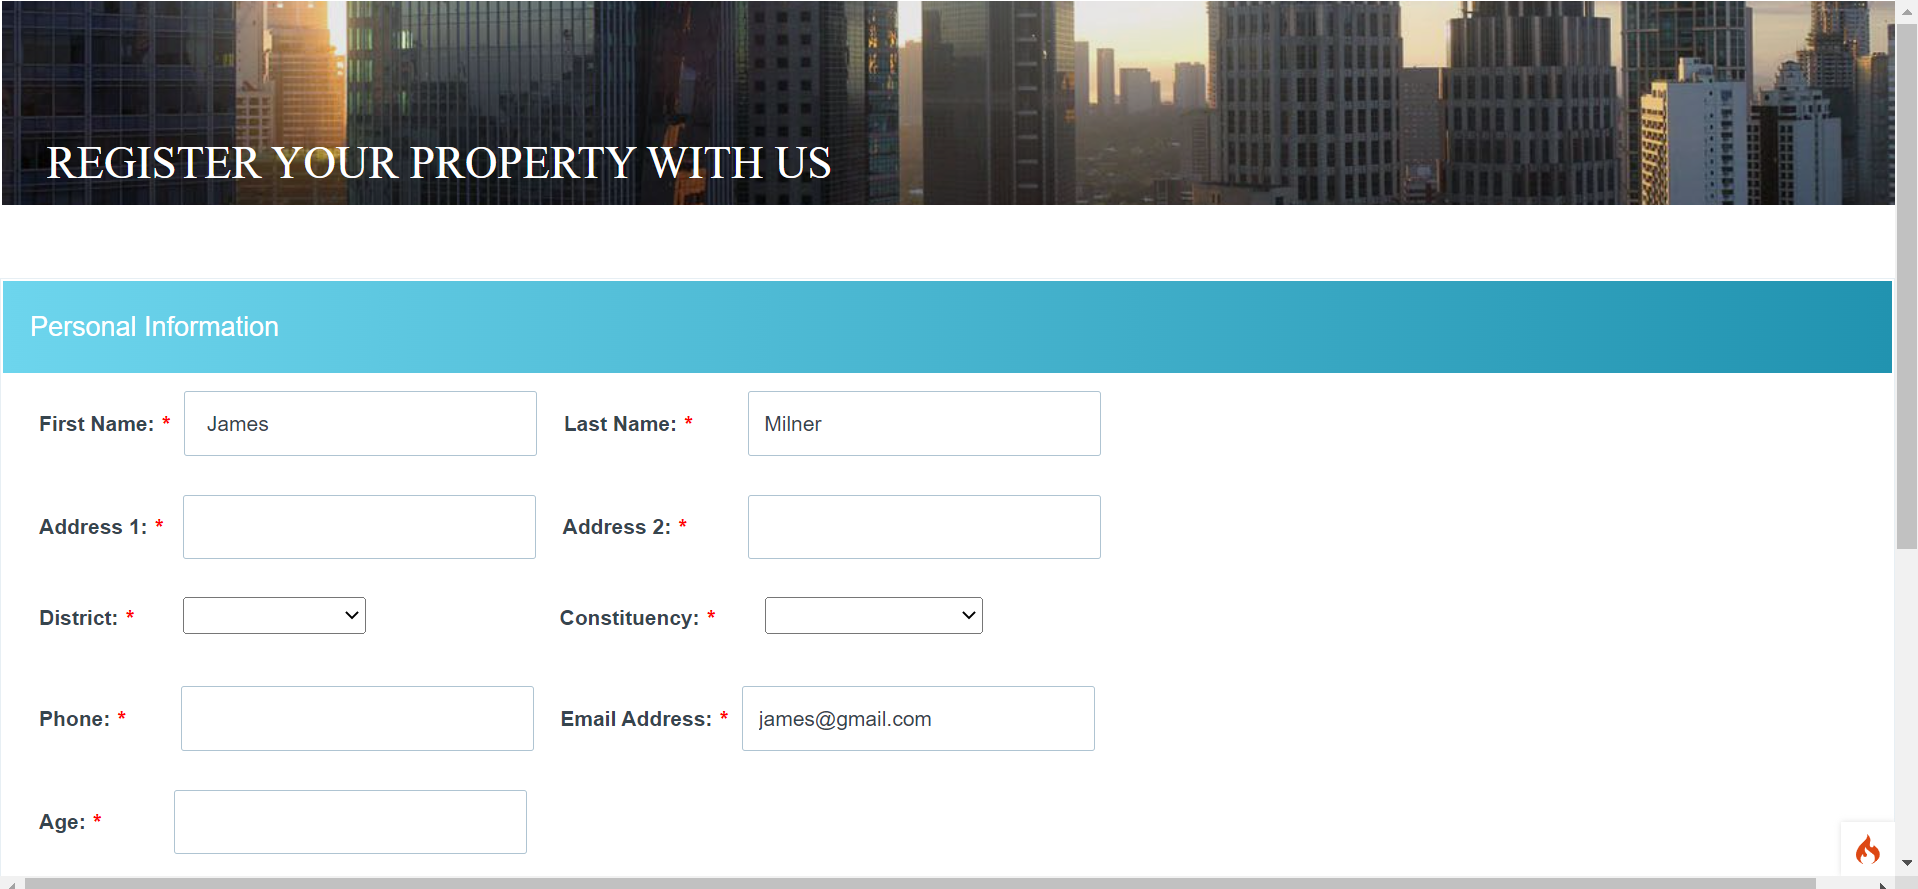 REGISTER YOUR PROPERTY WITH US
Personal Information
First Name: * James Last Name: * Milner
Address 1: * Address 2: *
District: * Constituency: *
Phone: * Email Address: * james@gmail.com
Age: *